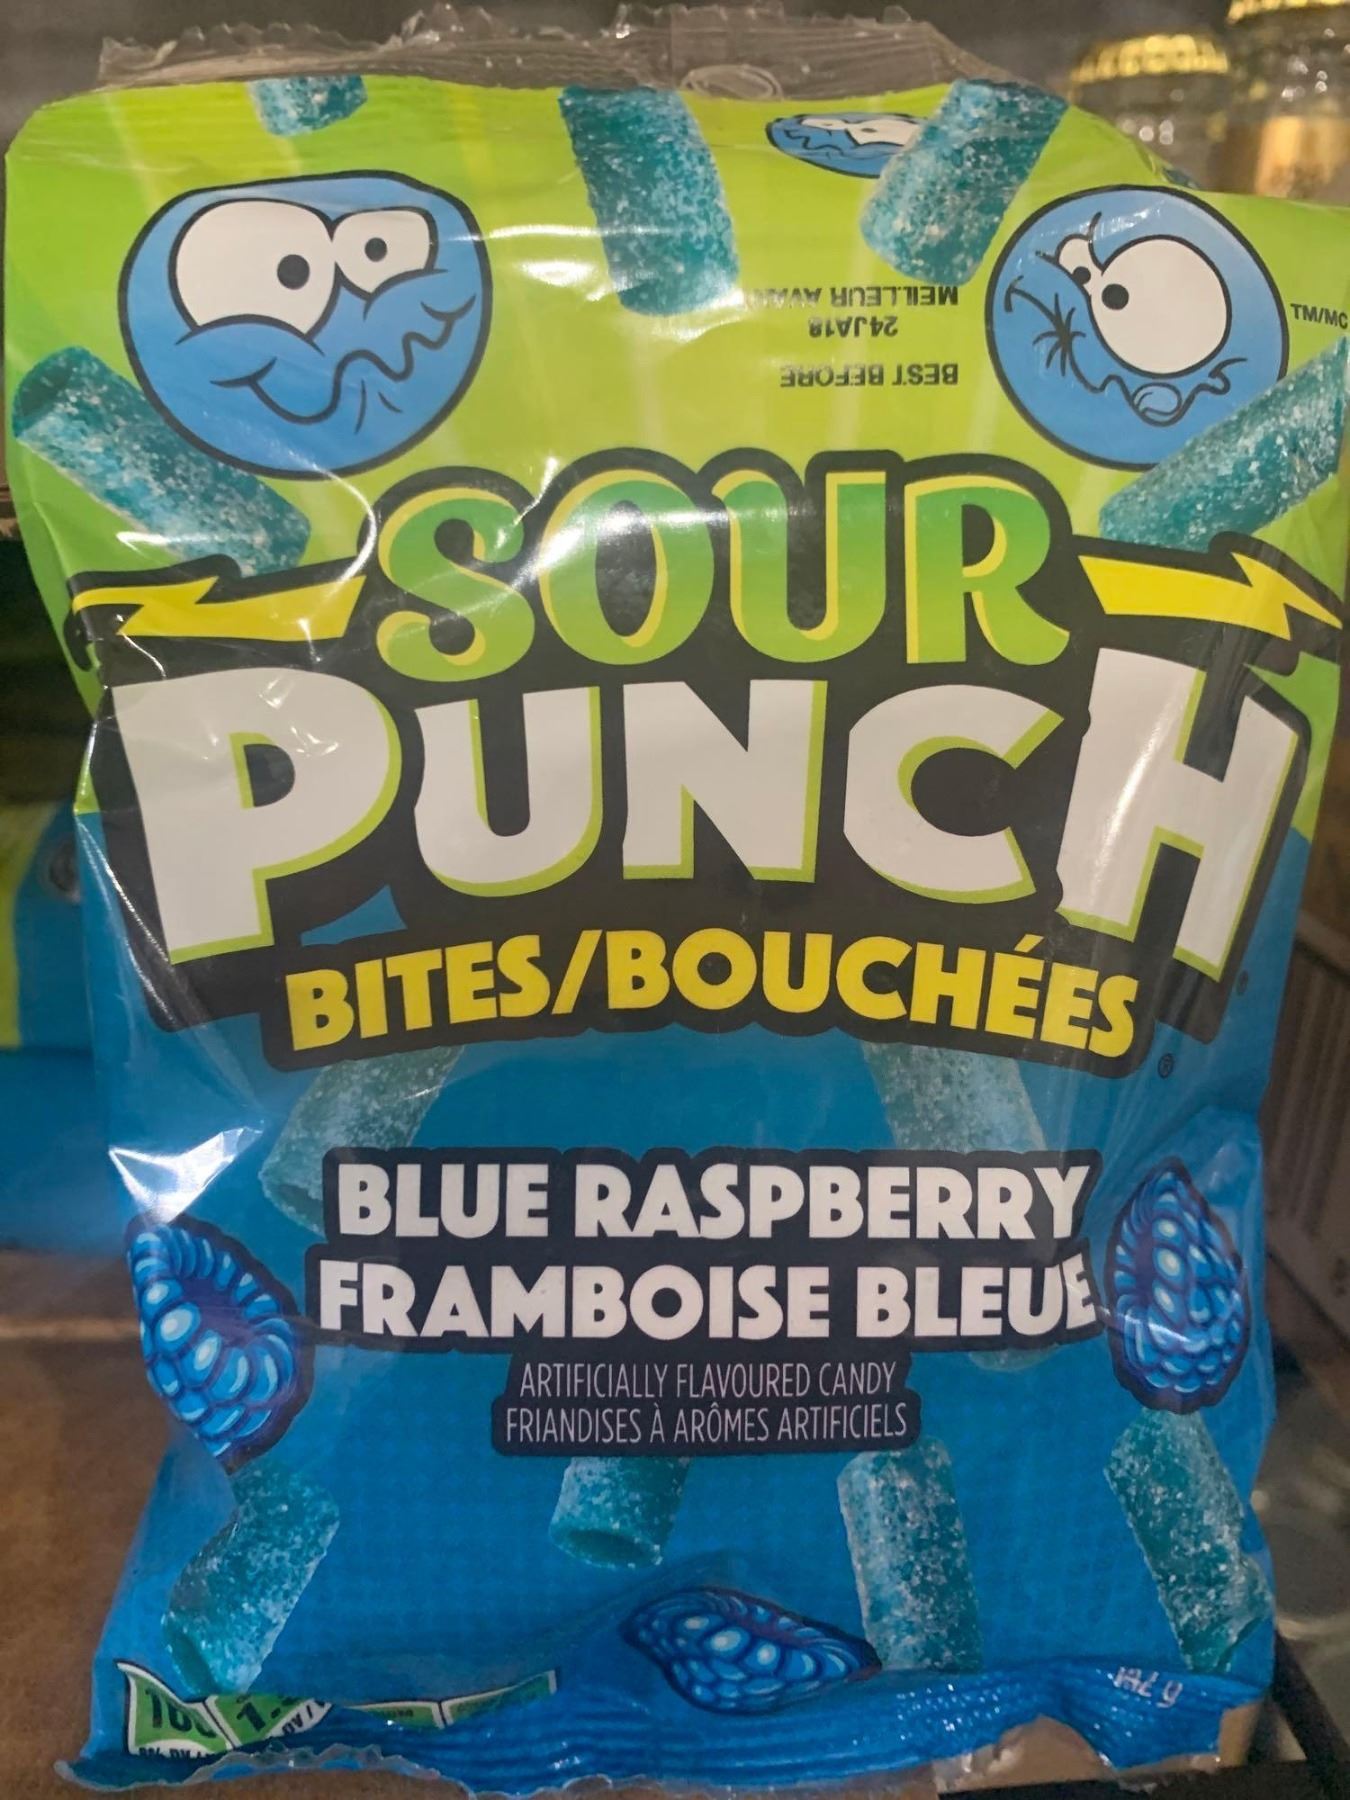 MEILLEUR AVANT
24JA18
BEST BEFORE
TM/MC
SOUR
PUNCH
BITES/BOUCHÉES
®
BLUE RASPBERRY
FRAMBOISE BLEUE
ARTIFICIALLY FLAVOURED CANDY
FRIANDISES À ARÔMES ARTIFICIELS
142 g